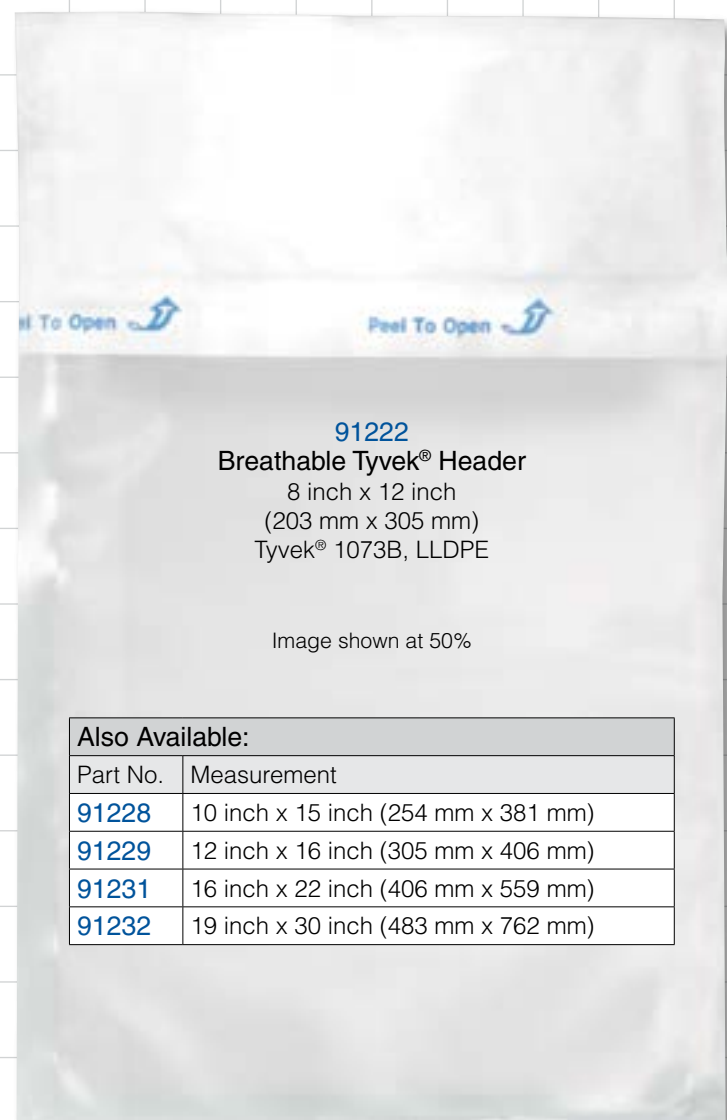 el To Open Peel To Open
91222
Breathable Tyvek® Header
8 inch x 12 inch
(203 mm x 305 mm)
Tyvek® 1073B, LLDPE
Image shown at 50%
Also Available:
Part No. Measurement
91228 10 inch x 15 inch (254 mm x 381 mm)
91229 12 inch x 16 inch (305 mm x 406 mm)
91231 16 inch x 22 inch (406 mm x 559 mm)
91232 19 inch x 30 inch (483 mm x 762 mm)